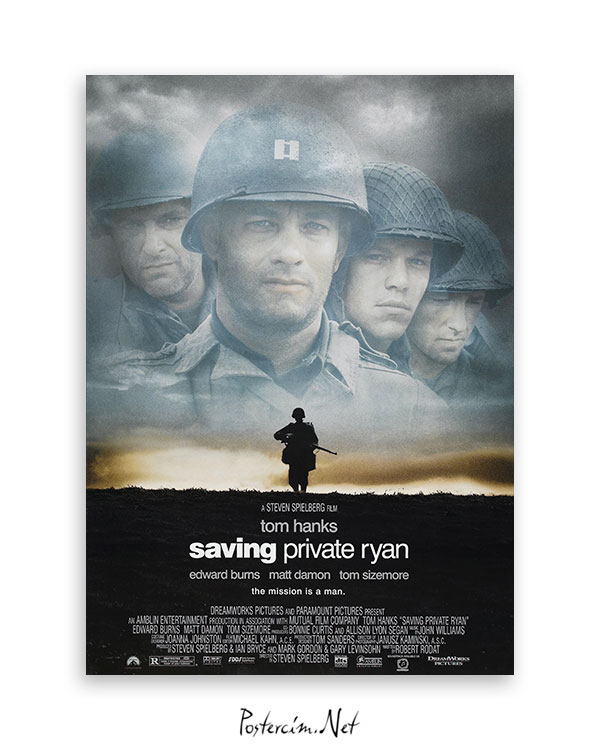 A STEVEN SPIELBERG FILM
tom hanks
saving private ryan
edward burns matt damon tom sizemore
the mission is a man.
DREAMWORKS PICTURES AND PARAMOUNT PICTURES PRESENT
AN AMBLIN ENTERTAINMENT PRODUCTION IN ASSOCIATION WITH MUTUAL FILM COMPANY TOM HANKS "SAVING PRIVATE RYAN"
EDWARD BURNS MATT DAMON TOM SIZEMORE BONNIE CURTIS AND ALLISON LYON SEGAN MUSIC BY JOHN WILLIAMS
JOANNA JOHNSTON MICHAEL KAHN, A.C.E. TOM SANDERS JANUSZ KAMINSKI, A.S.C.
STEVEN SPIELBERG & IAN BRYCE AND MARK GORDON & GARY LEVINSOHN ROBERT RODAT
STEVEN SPIELBERG
R
DREAMWORKS
PICTURES
Postercim.Net